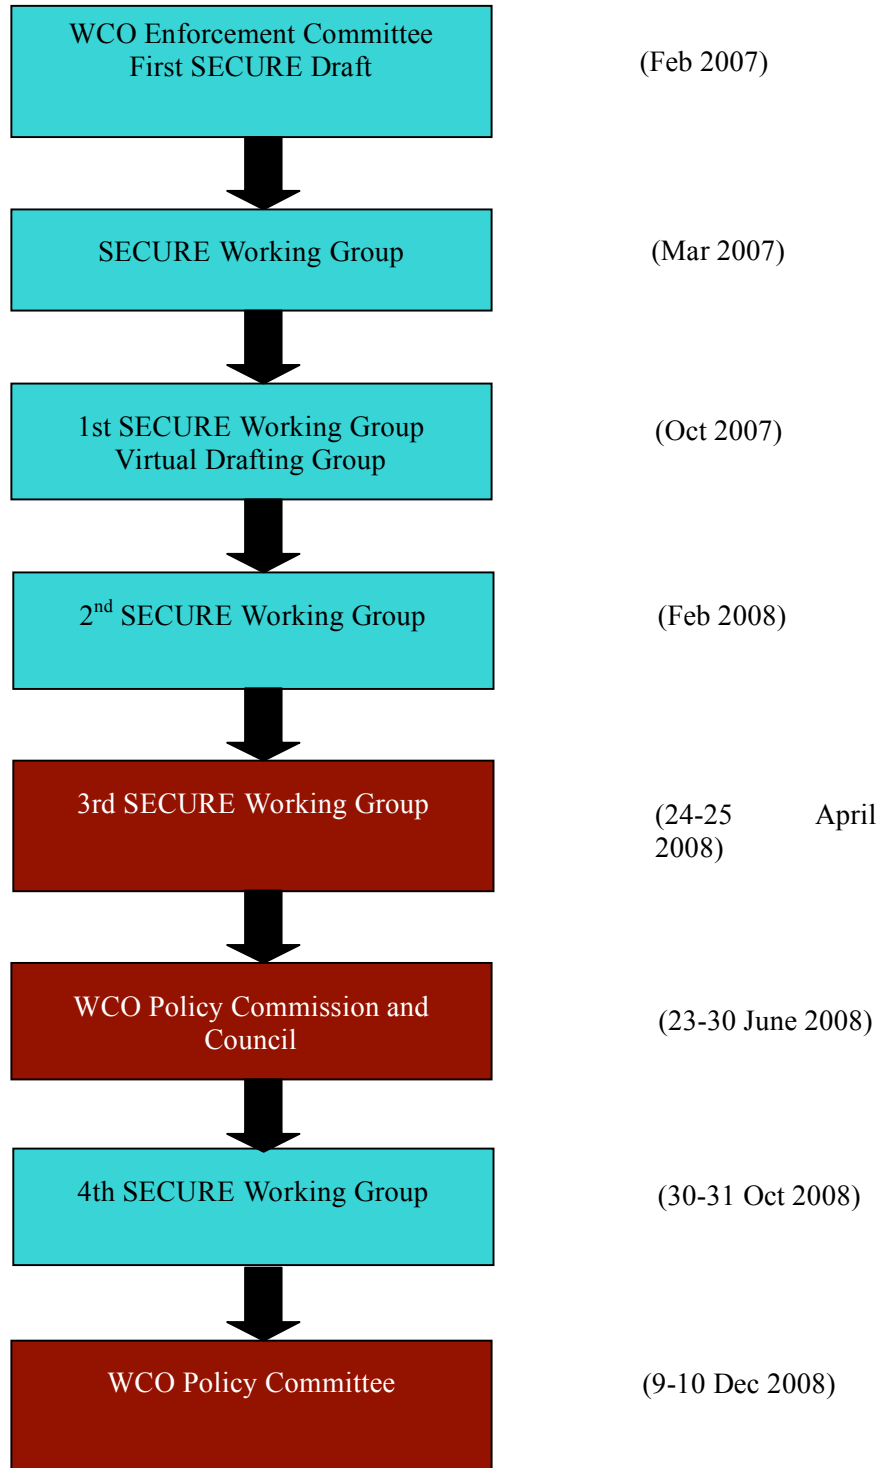 WCO Enforcement Committee
First SECURE Draft
(Feb 2007)
SECURE Working Group
(Mar 2007)
1st SECURE Working Group
Virtual Drafting Group
(Oct 2007)
2nd SECURE Working Group
(Feb 2008)
3rd SECURE Working Group
(24-25 April
2008)
WCO Policy Commission and
Council
(23-30 June 2008)
4th SECURE Working Group
(30-31 Oct 2008)
WCO Policy Committee
(9-10 Dec 2008)